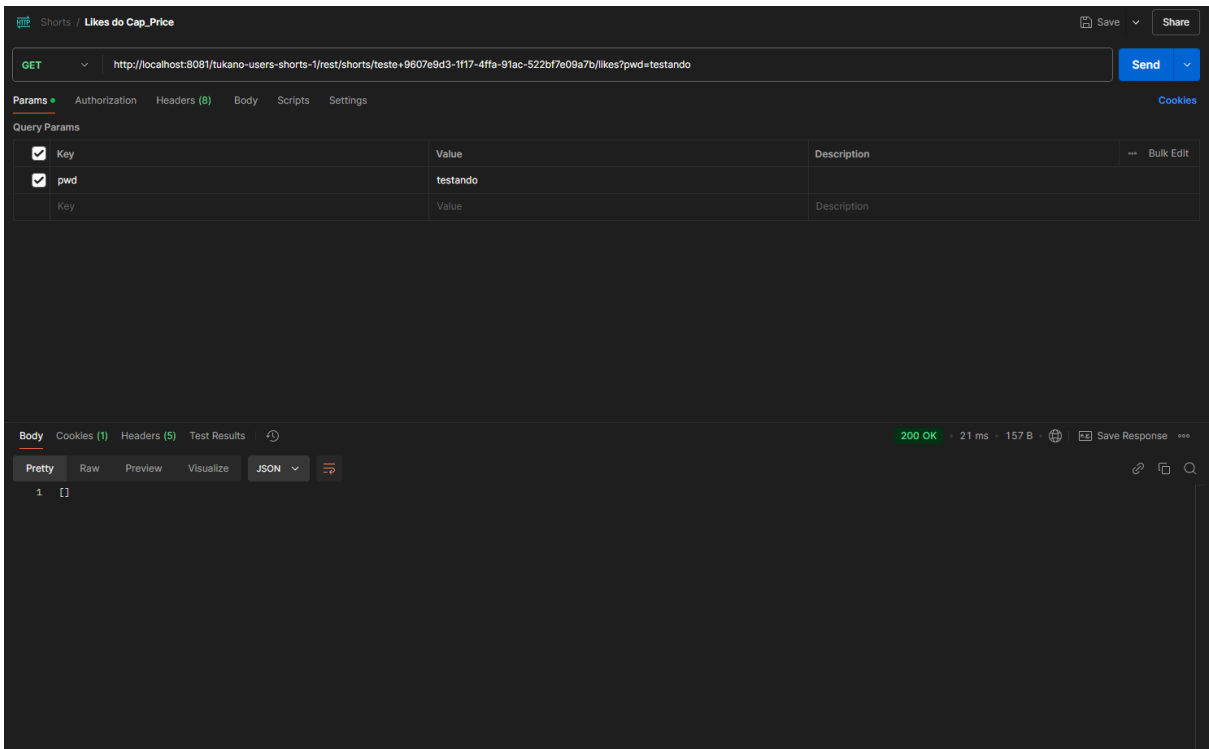 HTTP Shorts / Likes do Cap_Price Save Share
GET http://localhost:8081/tukano-users-shorts-1/rest/shorts/teste+9607e9d3-1f17-4ffa-91ac-522bf7e09a7b/likes?pwd=testando Send
Params Authorization Headers (8) Body Scripts Settings Cookies
Query Params
Key Value Description Bulk Edit
pwd testando
Key Value Description
Body Cookies (1) Headers (5) Test Results 200 OK 21 ms 157 B Save Response
Pretty Raw Preview Visualize JSON
1 []